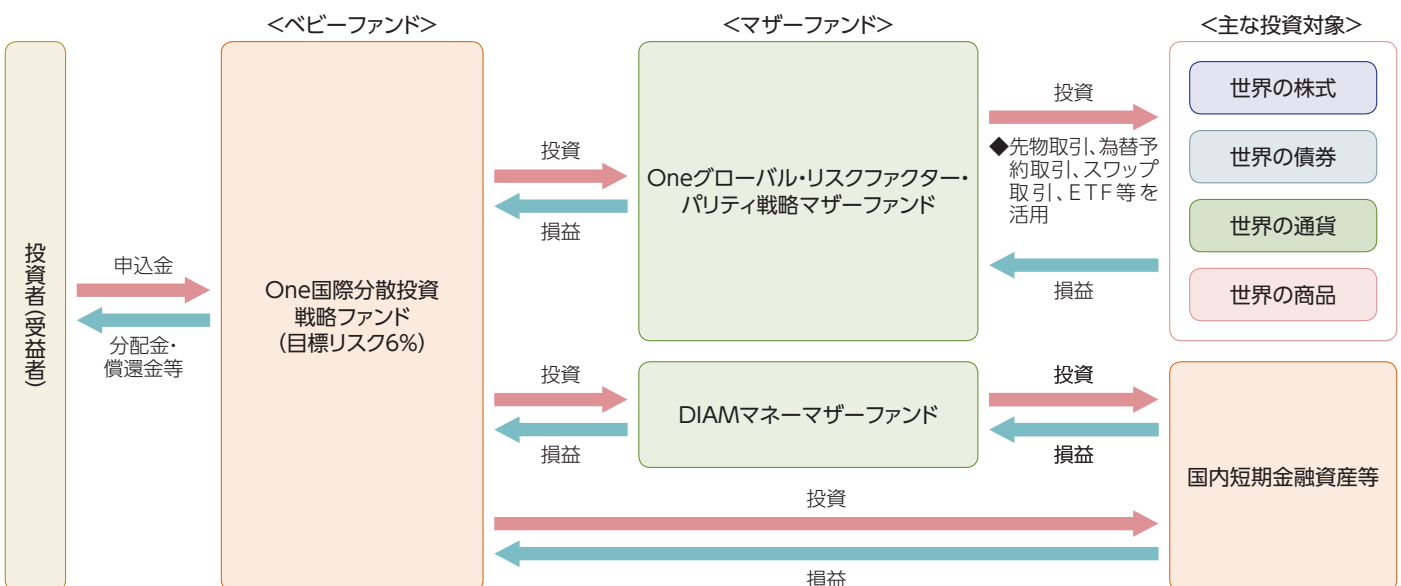 <ベビーファンド>
<マザーファンド>
<主な投資対象>
投資者(受益者)
申込金
分配金・
償還金等
One国際分散投資
戦略ファンド
(目標リスク6%)
投資
損益
Oneグローバル・リスクファクター・
パリティ戦略マザーファンド
投資
◆先物取引、為替予
約取引、スワップ
取引、ETF等を
活用
損益
世界の株式
世界の債券
世界の通貨
世界の商品
投資
損益
DIAMマネーマザーファンド
投資
損益
国内短期金融資産等
投資
損益